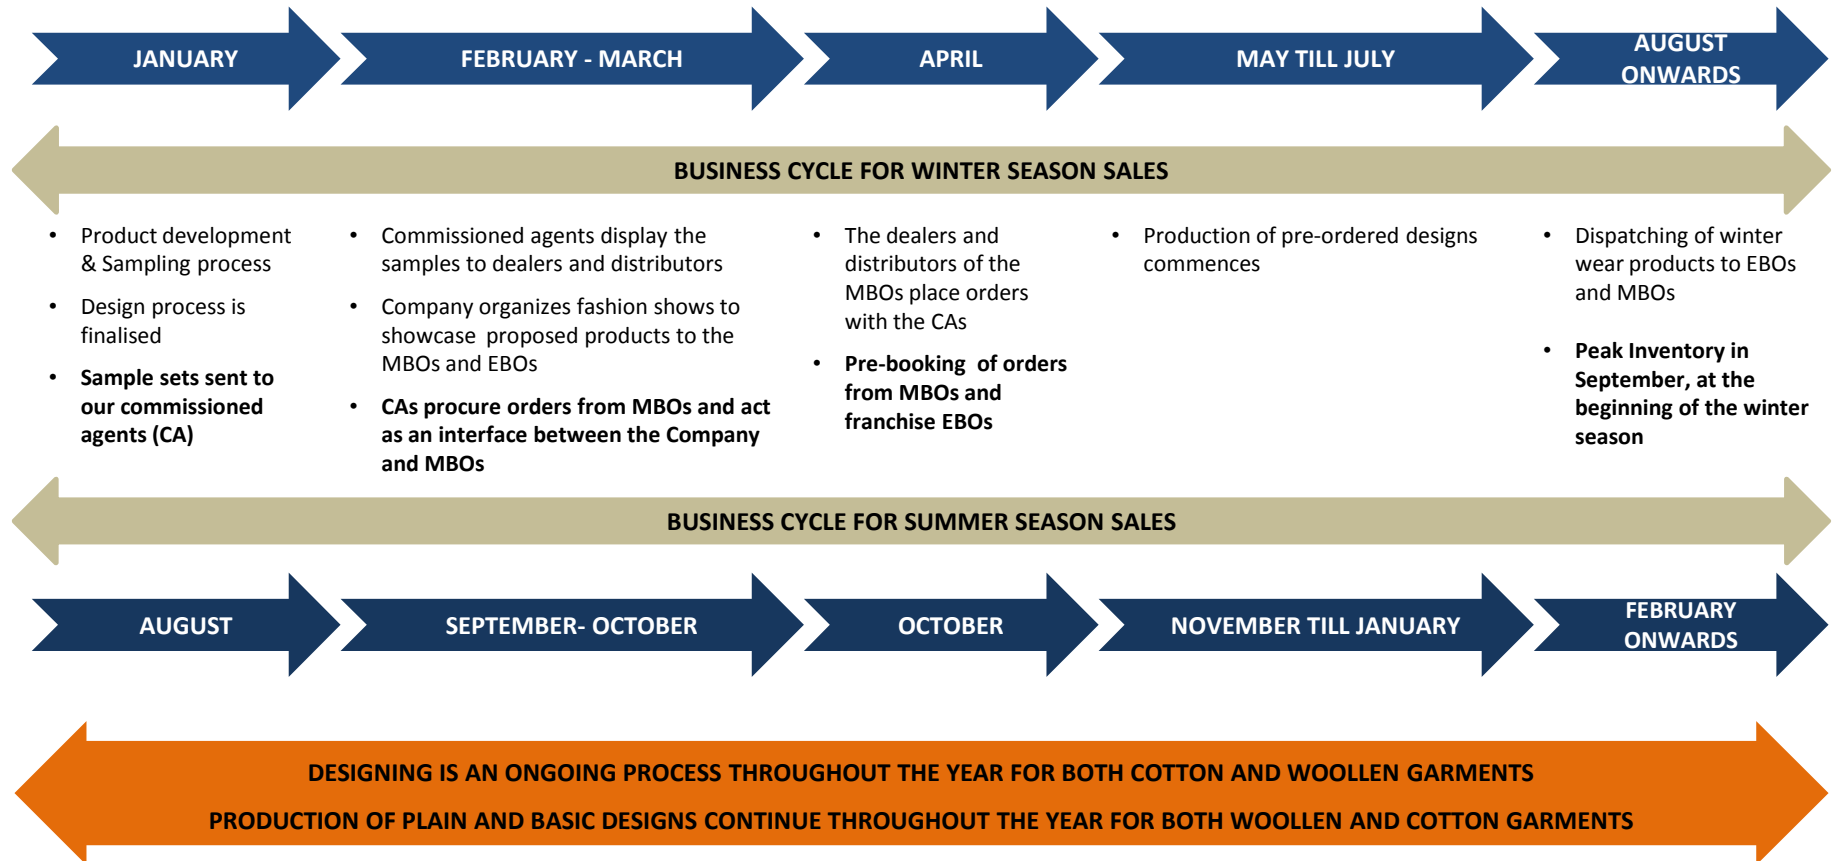 JANUARY
FEBRUARY - MARCH
APRIL
MAY TILL JULY
AUGUST
ONWARDS
BUSINESS CYCLE FOR WINTER SEASON SALES
• Product development
& Sampling process
• Design process is
finalised
• Sample sets sent to
our commissioned
agents (CA)
• Commissioned agents display the
samples to dealers and distributors
• Company organizes fashion shows to
showcase proposed products to the
MBOs and EBOs
• CAs procure orders from MBOs and act
as an interface between the Company
and MBOs
• The dealers and
distributors of the
MBOs place orders
with the CAs
• Pre-booking of orders
from MBOs and
franchise EBOs
• Production of pre-ordered designs
commences
• Dispatching of winter
wear products to EBOs
and MBOs
• Peak Inventory in
September, at the
beginning of the winter
season
BUSINESS CYCLE FOR SUMMER SEASON SALES
AUGUST
SEPTEMBER- OCTOBER
OCTOBER
NOVEMBER TILL JANUARY
FEBRUARY
ONWARDS
DESIGNING IS AN ONGOING PROCESS THROUGHOUT THE YEAR FOR BOTH COTTON AND WOOLLEN GARMENTS
PRODUCTION OF PLAIN AND BASIC DESIGNS CONTINUE THROUGHOUT THE YEAR FOR BOTH WOOLLEN AND COTTON GARMENTS